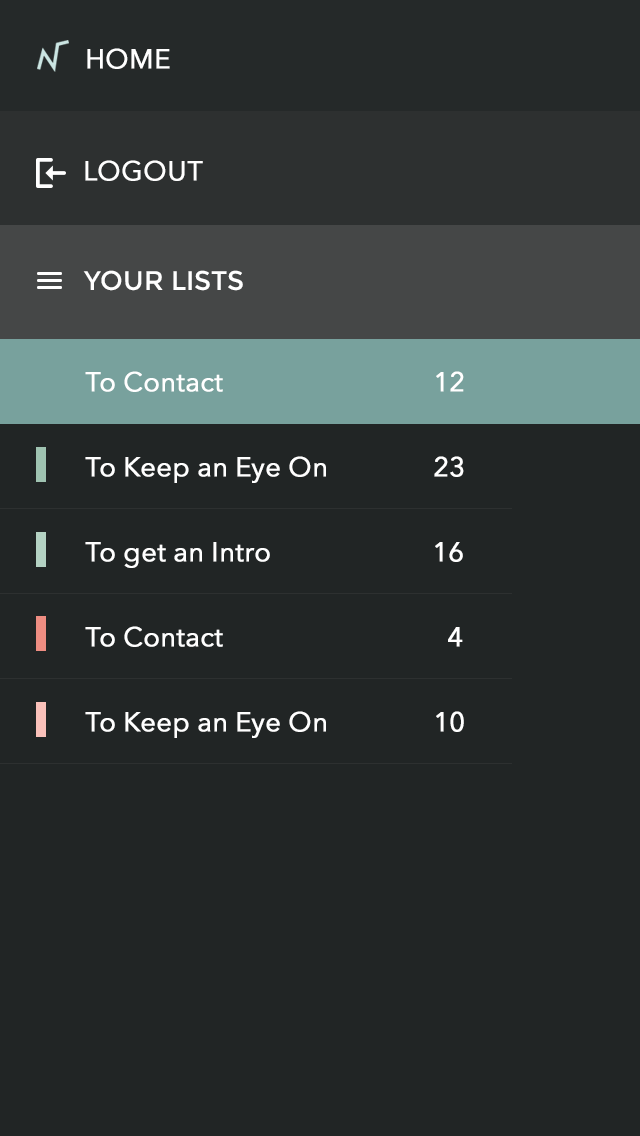 HOME
LOGOUT
YOUR LISTS
To Contact 12
To Keep an Eye On 23
To get an Intro 16
To Contact 4
To Keep an Eye On 10